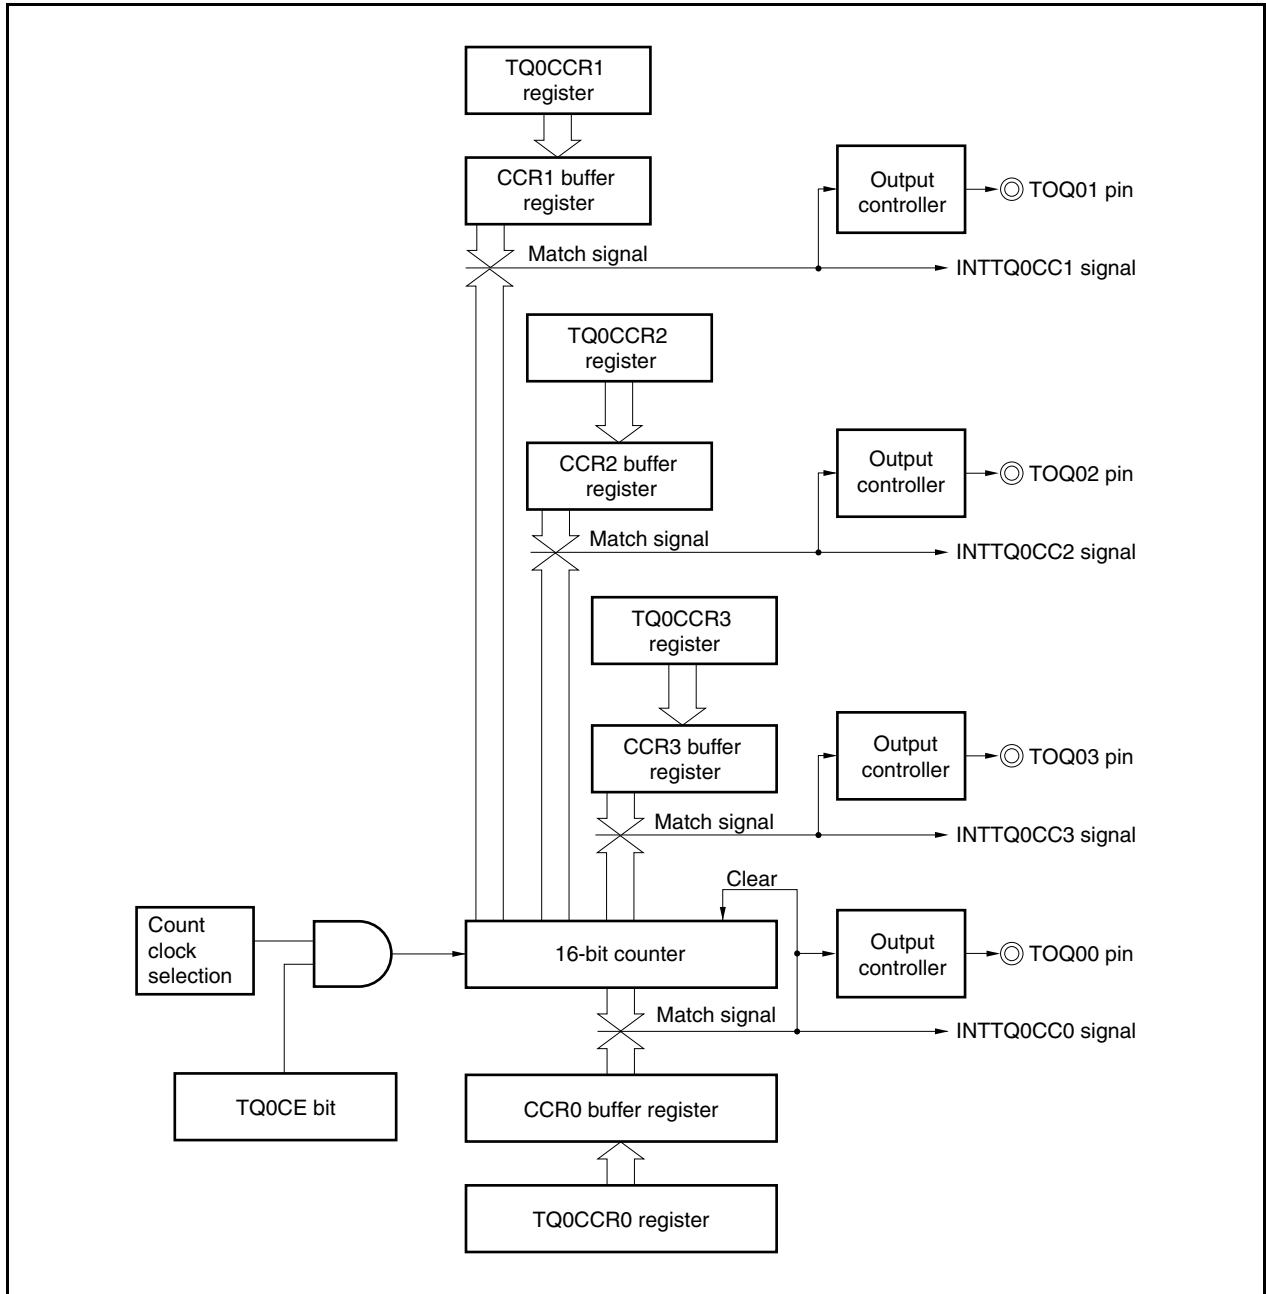 TQ0CCR1
register
CCR1 buffer
register
Output
controller
TOQ01 pin
Match signal
INTTQ0CC1 signal
TQ0CCR2
register
CCR2 buffer
register
Output
controller
TOQ02 pin
Match signal
INTTQ0CC2 signal
TQ0CCR3
register
CCR3 buffer
register
Output
controller
TOQ03 pin
Match signal
INTTQ0CC3 signal
Clear
Count
clock
selection
16-bit counter
Output
controller
TOQ00 pin
Match signal
INTTQ0CC0 signal
TQ0CE bit
CCR0 buffer register
TQ0CCR0 register